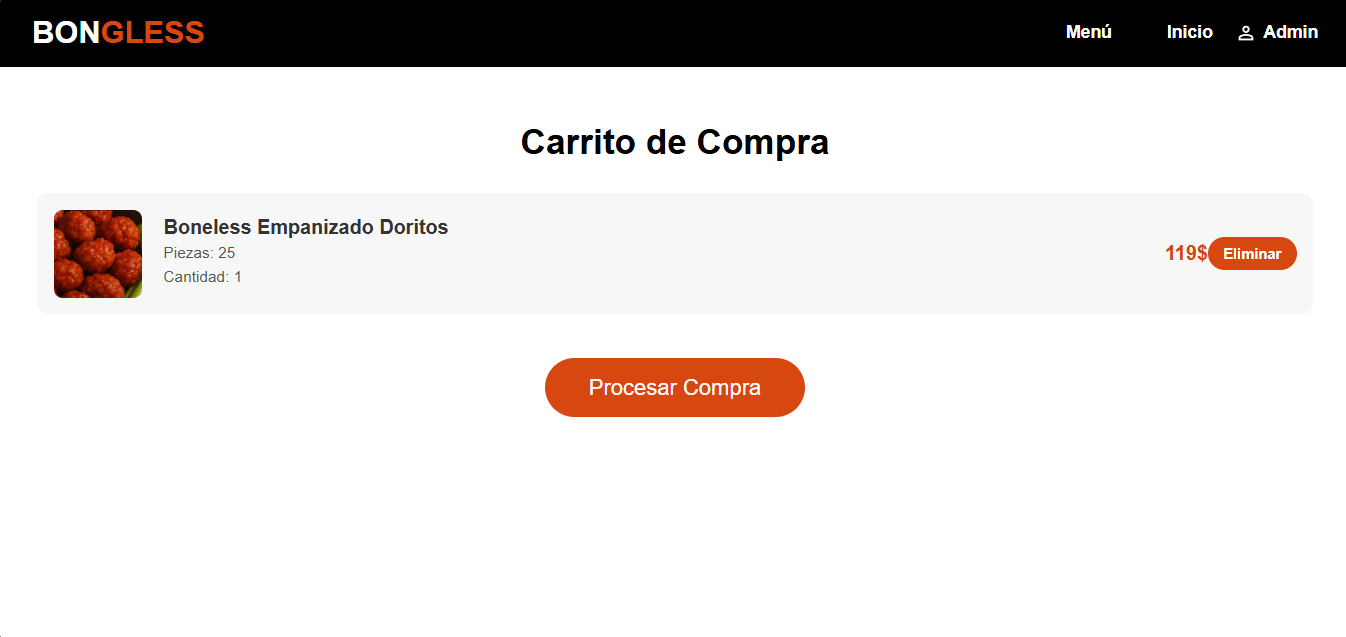 BONGLESS
Menú
Inicio
Admin
Carrito de Compra
Boneless Empanizado Doritos
Piezas: 25
Cantidad: 1
119$
Eliminar
Procesar Compra